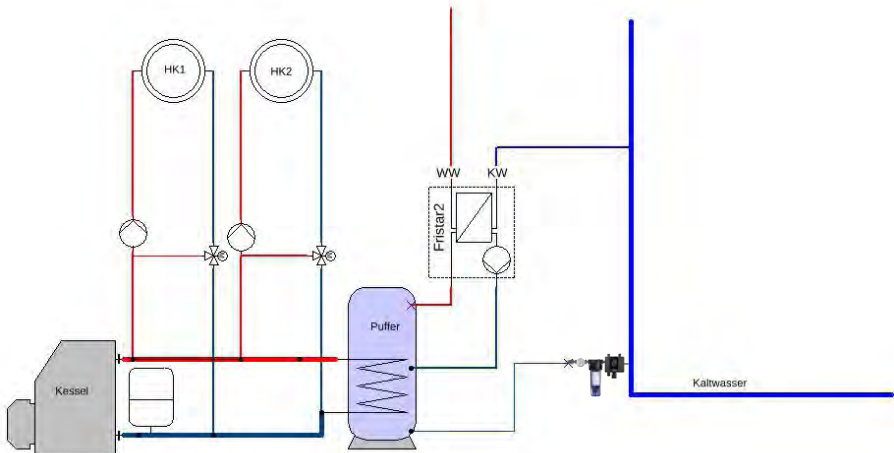 HK1
HK2
WW
KW
Fristar2
Puffer
Kessel
Kaltwasser